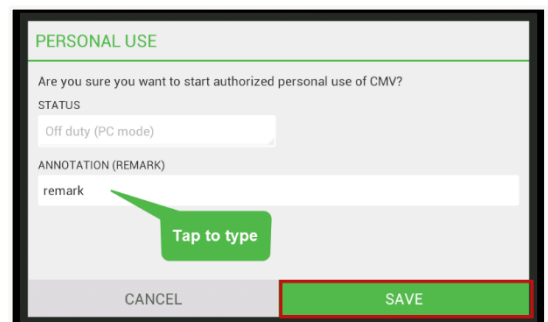 PERSONAL USE
Are you sure you want to start authorized personal use of CMV?
STATUS
Off duty (PC mode)
ANNOTATION (REMARK)
remark
Tap to type
CANCEL
SAVE